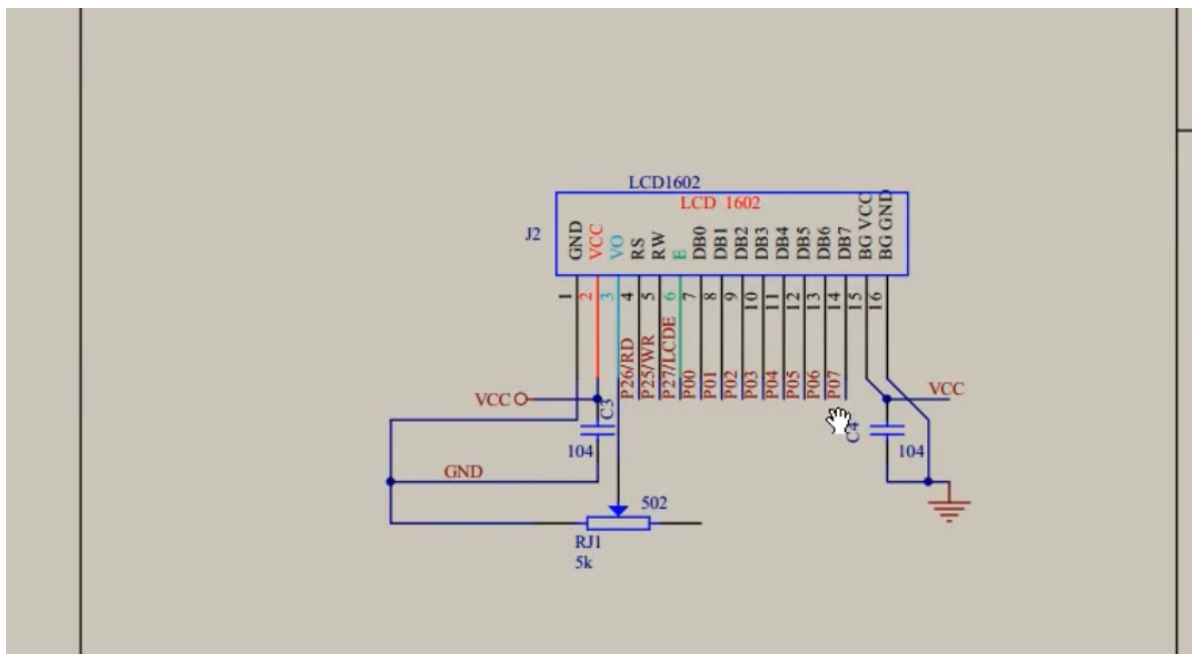 LCD1602
LCD 1602
J2
GND
VCC
VO
RS
RW
E
DB0
DB1
DB2
DB3
DB4
DB5
DB6
DB7
BG VCC
BG GND
1
2
3
4
5
6
7
8
9
10
11
12
13
14
15
16
P26/RD
P25/WR
P27/LCDE
P00
P01
P02
P03
P04
P05
P06
P07
VCC
C3
104
GND
502
RJ1
5k
VCC
C4
104